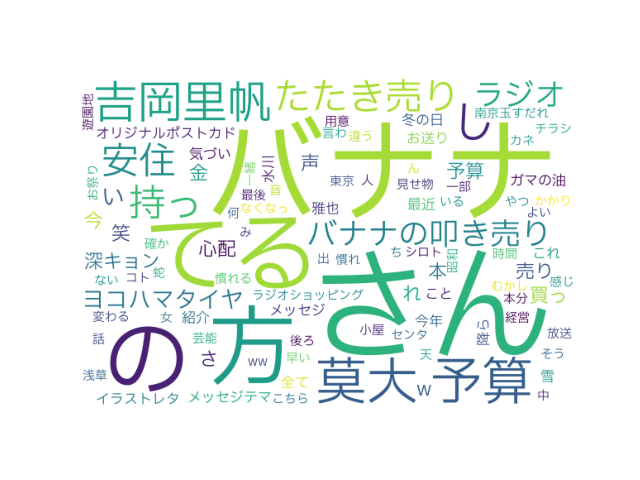 遊園地
吉岡里帆
たたき売り
ラジオ
南京玉すだれ
オリジナルポストカド
用意
冬の日
カネ
チラシ
言わ
違う
お送り
バナナ
し
安住
気づい
一緒
水川
声
予算
ん
お祭り
金
最後
東京
人
見せ物
一部
ガマの油
い
持っ
音
なくなっ
雅也
最近
いる
やつ
かかり
今
笑
何
み
よい
てる
さん
バナナの叩き売り
確か
心配
深キョン
慣れる
出
慣れ
ち
シロト
昭和
時間
これ
ない
コト
蛇
れ
こと
本
売り
感じ
むかし
ヨコハマタイヤ
ラジオショッピング
本分
買っ
変わる
女
紹介
メッセジ
小屋
センタ
今年
経営
放送
の
方
話
芸能
後ろ
さ
ww
早い
天
そう
浅草
全て
莫大
w
予算
雪
イラストレタ
メッセジテマ
こちら
中